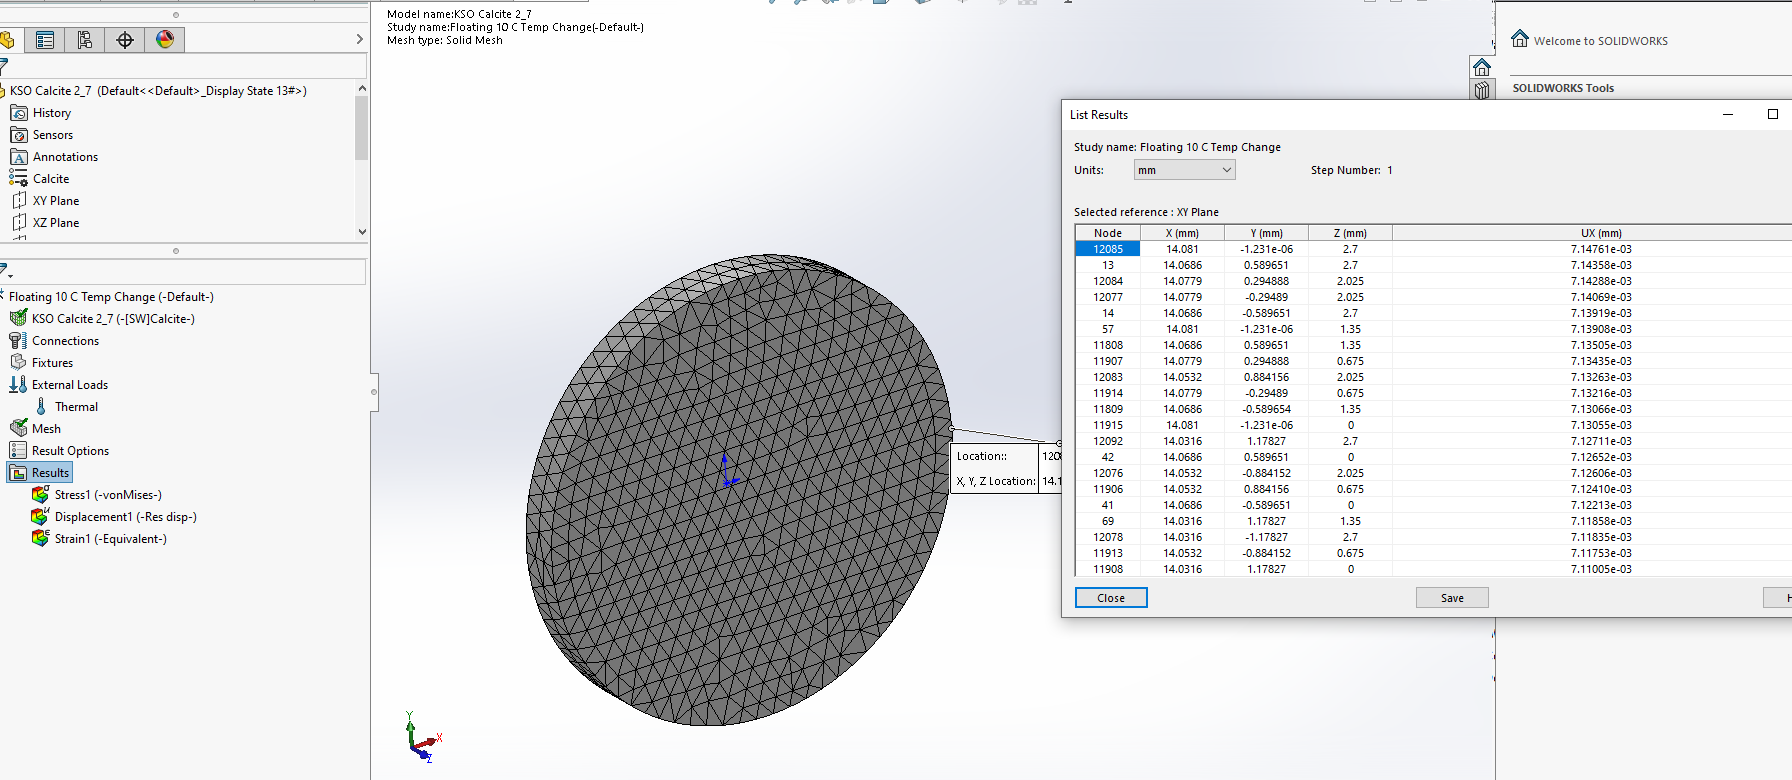 Model name:KSO Calcite 2_7
Study name:Floating 10 C Temp Change(-Default-)
Mesh type: Solid Mesh
KSO Calcite 2_7 (Default<<Default>_Display State 13#>)
History
Sensors
Annotations
Calcite
XY Plane
XZ Plane
Floating 10 C Temp Change (-Default-)
KSO Calcite 2_7 (-[SW]Calcite-)
Connections
Fixtures
External Loads
Thermal
Mesh
Result Options
Results
Stress1 (-vonMises-)
Displacement1 (-Res disp-)
Strain1 (-Equivalent-)
Location::
X, Y, Z Location:
Y
X
Z
Welcome to SOLIDWORKS
SOLIDWORKS Tools
List Results
Study name: Floating 10 C Temp Change
Units: mm Step Number: 1
Selected reference : XY Plane
Node X (mm) Y (mm) Z (mm) UX (mm)
12085 14.081 -1.231e-06 2.7 7.14761e-03
13 14.0686 0.589651 2.7 7.14358e-03
12084 14.0779 0.294888 2.025 7.14288e-03
12077 14.0779 -0.29489 2.025 7.14069e-03
14 14.0686 -0.589651 2.7 7.13919e-03
57 14.081 -1.231e-06 1.35 7.13908e-03
11808 14.0686 0.589651 1.35 7.13505e-03
11907 14.0779 0.294888 0.675 7.13435e-03
12083 14.0532 0.884156 2.025 7.13263e-03
11914 14.0779 -0.29489 0.675 7.13216e-03
11809 14.0686 -0.589654 1.35 7.13066e-03
11915 14.081 -1.231e-06 0 7.13055e-03
12092 14.0316 1.17827 2.7 7.12711e-03
42 14.0686 0.589651 0 7.12652e-03
12076 14.0532 -0.884152 2.025 7.12606e-03
11906 14.0532 0.884156 0.675 7.12410e-03
41 14.0686 -0.589651 0 7.12213e-03
69 14.0316 1.17827 1.35 7.11858e-03
12078 14.0316 -1.17827 2.7 7.11835e-03
11913 14.0532 -0.884152 0.675 7.11753e-03
11908 14.0316 1.17827 0 7.11005e-03
Close Save